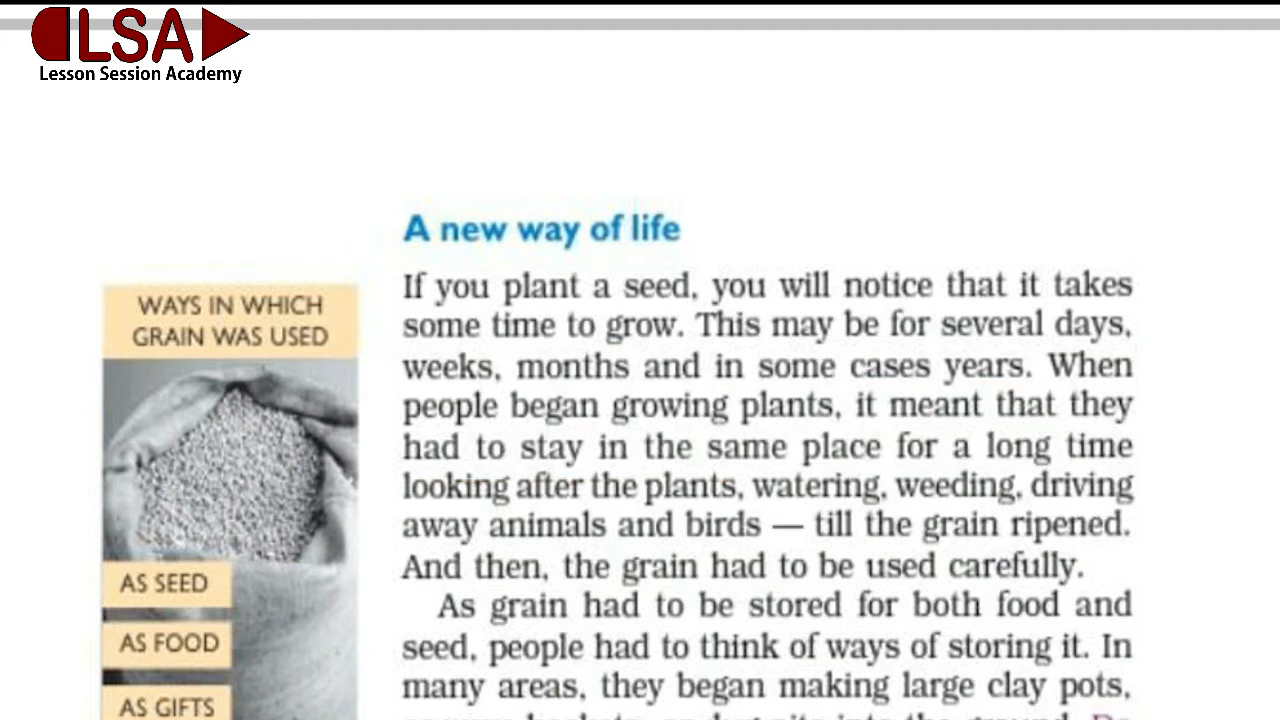 LSA
Lesson Session Academy
A new way of life
WAYS IN WHICH
GRAIN WAS USED
AS SEED
AS FOOD
AS GIFTS
If you plant a seed, you will notice that it takes
some time to grow. This may be for several days,
weeks, months and in some cases years. When
people began growing plants, it meant that they
had to stay in the same place for a long time
looking after the plants, watering, weeding, driving
away animals and birds — till the grain ripened.
And then, the grain had to be used carefully.
As grain had to be stored for both food and
seed, people had to think of ways of storing it. In
many areas, they began making large clay pots,